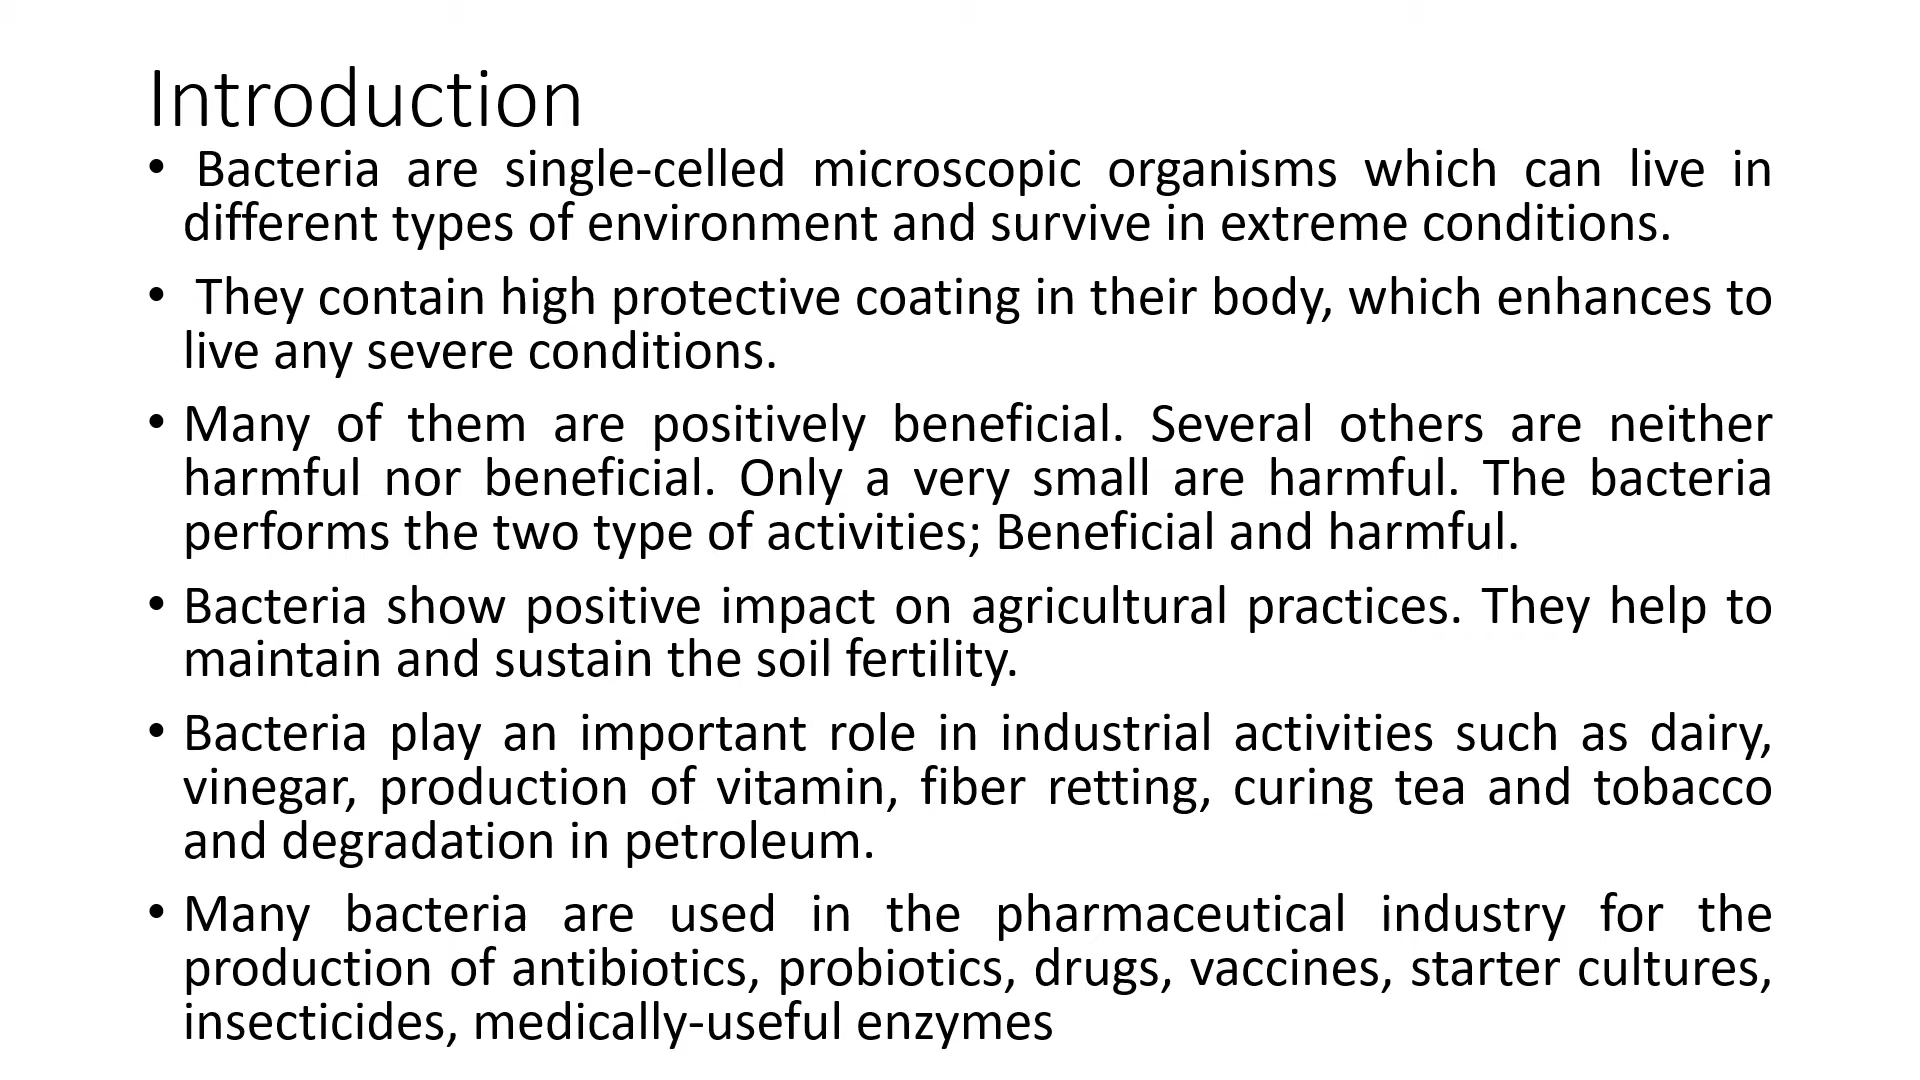 Introduction
• Bacteria are single-celled microscopic organisms which can live in
different types of environment and survive in extreme conditions.
• They contain high protective coating in their body, which enhances to
live any severe conditions.
• Many of them are positively beneficial. Several others are neither
harmful nor beneficial. Only a very small are harmful. The bacteria
performs the two type of activities; Beneficial and harmful.
• Bacteria show positive impact on agricultural practices. They help to
maintain and sustain the soil fertility.
• Bacteria play an important role in industrial activities such as dairy,
vinegar, production of vitamin, fiber retting, curing tea and tobacco
and degradation in petroleum.
• Many bacteria are used in the pharmaceutical industry for the
production of antibiotics, probiotics, drugs, vaccines, starter cultures,
insecticides, medically-useful enzymes